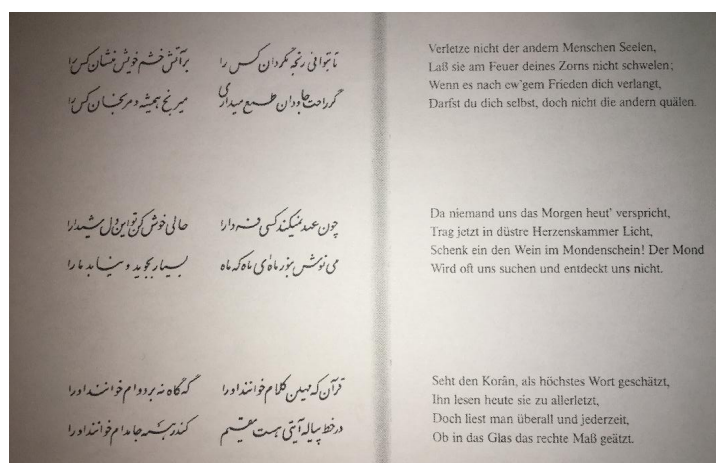 تا توانی رنجه مگردان کس را بر آتش خشم خویش منشان کس را
گر راحت جاودان طمع میداری میرنج همیشه و مرنجان کس را
چون عهد نمیکند کسی فردا را حالی خوش کن تو این دل شیدا را
می نوش بنور ماه ای ماه که ماه بسیار بجوید و نیابد ما را
قرآن که مهین کلام خوانند او را گه گاه نه بر دوام خوانند او را
در خط پیاله آیتی هست مقیم کندر همه جا مدام خوانند او را
Verletze nicht der andern Menschen Seelen,
Laß sie am Feuer deines Zorns nicht schwelen;
Wenn es nach ew'gem Frieden dich verlangt,
Darfst du dich selbst, doch nicht die andern quälen.
Da niemand uns das Morgen heut' verspricht,
Trag jetzt in düstre Herzenskammer Licht,
Schenk ein den Wein im Mondenschein! Der Mond
Wird oft uns suchen und entdeckt uns nicht.
Seht den Korân, als höchstes Wort geschätzt,
Ihn lesen heute sie zu allerletzt,
Doch liest man überall und jederzeit,
Ob in das Glas das rechte Maß geätzt.